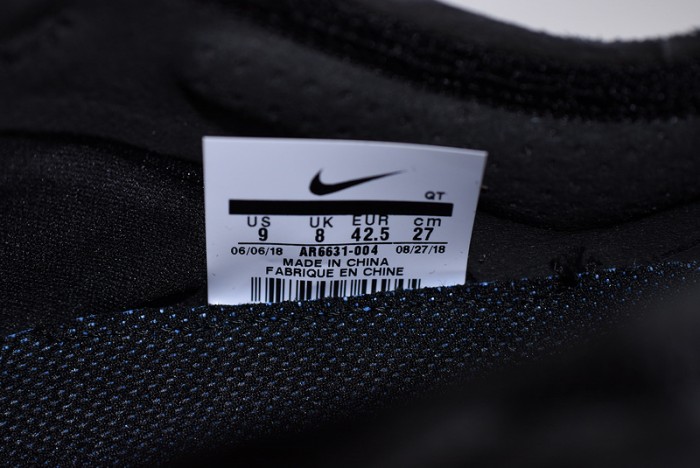 QT
US UK EUR cm
9 8 42.5 27
06/06/18 AR6631-004 08/27/18
MADE IN CHINA
FABRIQUE EN CHINE